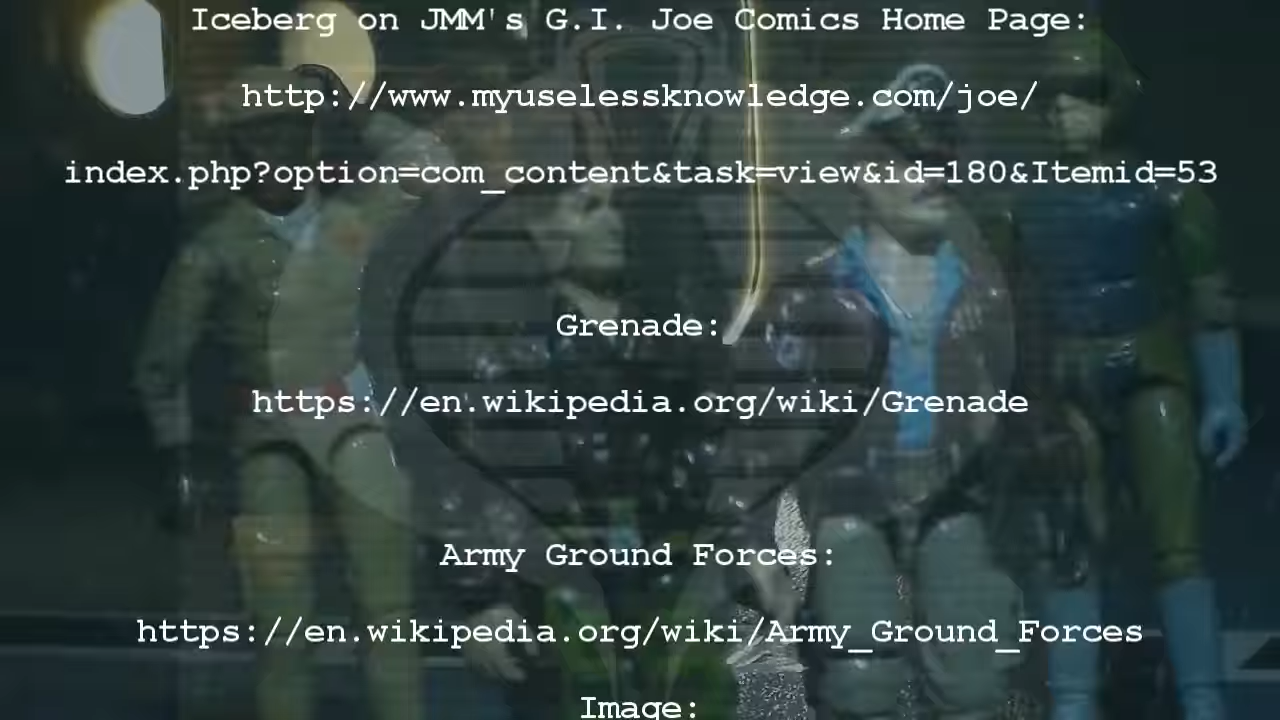 Iceberg on JMM's G.I. Joe Comics Home Page:
http://www.myuselessknowledge.com/joe/
index.php?option=com_content&task=view&id=180&Itemid=53
Grenade:
https://en.wikipedia.org/wiki/Grenade
Army Ground Forces:
https://en.wikipedia.org/wiki/Army_Ground_Forces
Image: